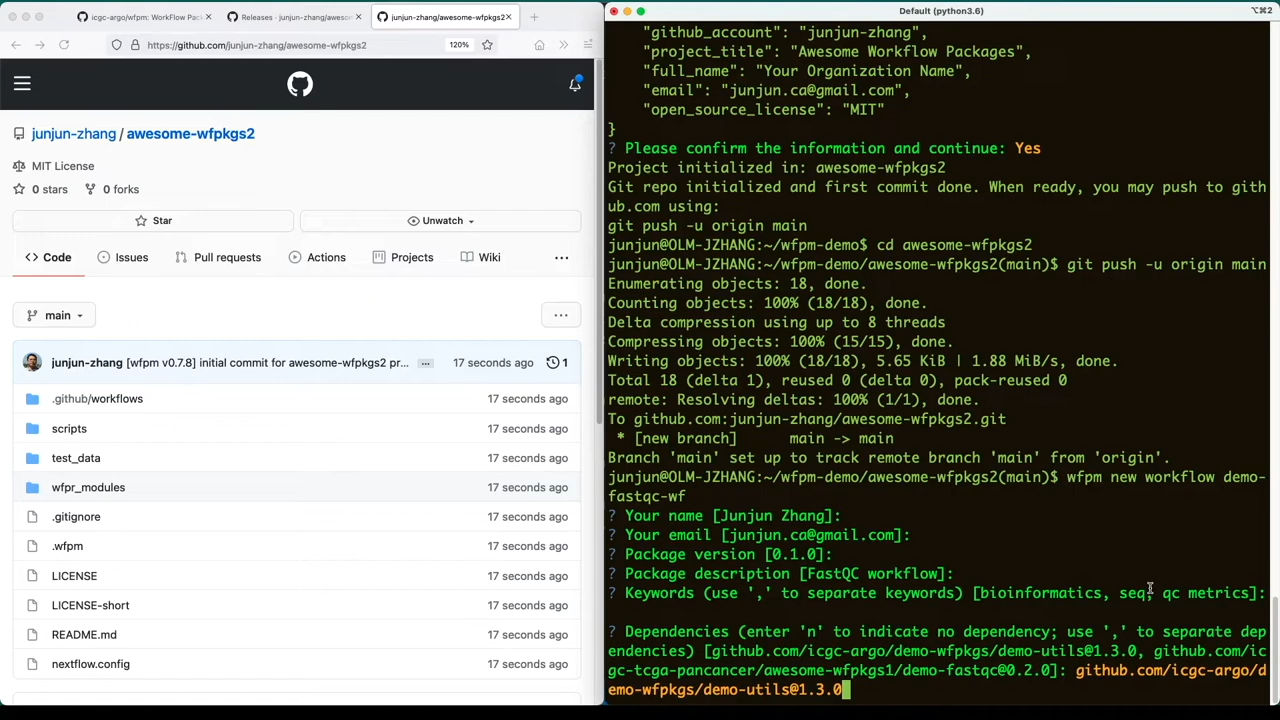 icgc-argo/wfpm: WorkFlow Pack
Releases · junjun-zhang/awesom
junjun-zhang/awesome-wfpkgs2
https://github.com/junjun-zhang/awesome-wfpkgs2
120%
junjun-zhang / awesome-wfpkgs2
MIT License
0 stars
0 forks
Star
Unwatch
Code
Issues
Pull requests
Actions
Projects
Wiki
main
junjun-zhang [wfpm v0.7.8] initial commit for awesome-wfpkgs2 pr... 17 seconds ago 1
.github/workflows 17 seconds ago
scripts 17 seconds ago
test_data 17 seconds ago
wfpr_modules 17 seconds ago
.gitignore 17 seconds ago
.wfpm 17 seconds ago
LICENSE 17 seconds ago
LICENSE-short 17 seconds ago
README.md 17 seconds ago
nextflow.config 17 seconds ago
Default (python3.6)
⌥⌘2
"github_account": "junjun-zhang",
"project_title": "Awesome Workflow Packages",
"full_name": "Your Organization Name",
"email": "junjun.ca@gmail.com",
"open_source_license": "MIT"
}
? Please confirm the information and continue: Yes
Project initialized in: awesome-wfpkgs2
Git repo initialized and first commit done. When ready, you may push to gith
ub.com using:
git push -u origin main
junjun@OLM-JZHANG:~/wfpm-demo$ cd awesome-wfpkgs2
junjun@OLM-JZHANG:~/wfpm-demo/awesome-wfpkgs2(main)$ git push -u origin main
Enumerating objects: 18, done.
Counting objects: 100% (18/18), done.
Delta compression using up to 8 threads
Compressing objects: 100% (15/15), done.
Writing objects: 100% (18/18), 5.65 KiB | 1.88 MiB/s, done.
Total 18 (delta 1), reused 0 (delta 0), pack-reused 0
remote: Resolving deltas: 100% (1/1), done.
To github.com:junjun-zhang/awesome-wfpkgs2.git
* [new branch] main -> main
Branch 'main' set up to track remote branch 'main' from 'origin'.
junjun@OLM-JZHANG:~/wfpm-demo/awesome-wfpkgs2(main)$ wfpm new workflow demo-
fastqc-wf
? Your name [Junjun Zhang]:
? Your email [junjun.ca@gmail.com]:
? Package version [0.1.0]:
? Package description [FastQC workflow]:
? Keywords (use ',' to separate keywords) [bioinformatics, seq, qc metrics]:
? Dependencies (enter 'n' to indicate no dependency; use ',' to separate dep
endencies) [github.com/icgc-argo/demo-wfpkgs/demo-utils@1.3.0, github.com/ic
gc-tcga-pancancer/awesome-wfpkgs1/demo-fastqc@0.2.0]: github.com/icgc-argo/d
emo-wfpkgs/demo-utils@1.3.0